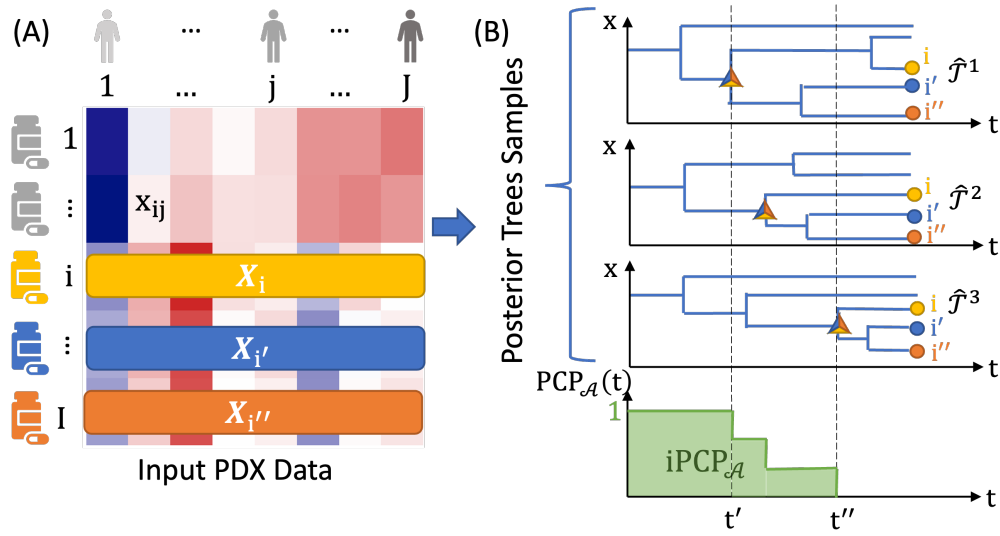 (A)
... ...
1 ... j ... J
1
⋮
x_ij
i
X_i
⋮
X_i′
I
X_i″
Input PDX Data
(B)
Posterior Trees Samples
x
i
i′
i″
𝒯̂^1
t
x
i
i′
i″
𝒯̂^2
t
x
i
i′
i″
𝒯̂^3
t
PCP_𝒜(t)
1
iPCP_𝒜
t
t′ t″